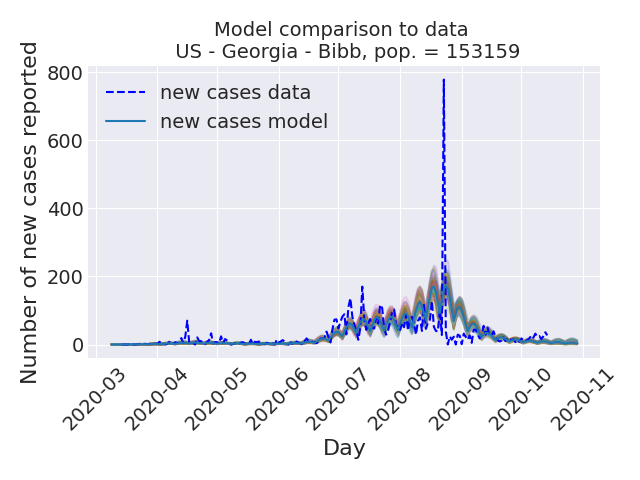 Model comparison to data
US - Georgia - Bibb, pop. = 153159
new cases data
new cases model
Number of new cases reported
800
600
400
200
0
2020-03
2020-04
2020-05
2020-06
2020-07
2020-08
2020-09
2020-10
2020-11
Day